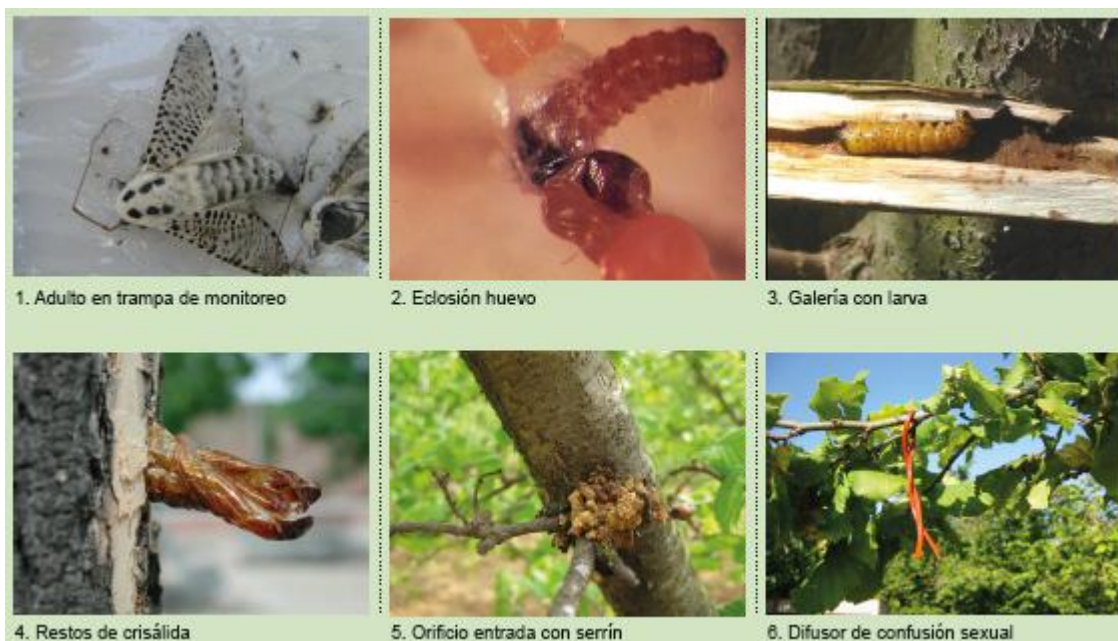 1. Adulto en trampa de monitoreo
2. Eclosión huevo
3. Galería con larva
4. Restos de crisálida
5. Orificio entrada con serrín
6. Difusor de confusión sexual